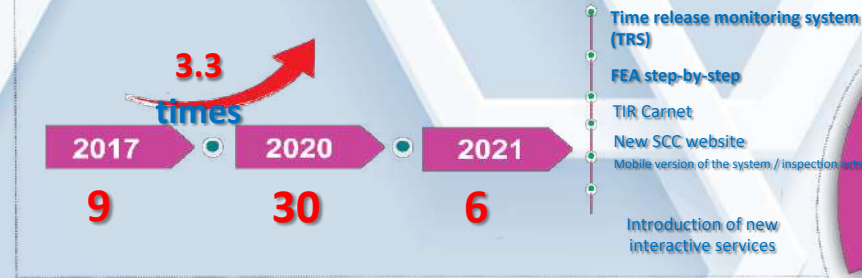 3.3
times
2017
2020
2021
9
30
6
Time release monitoring system
(TRS)
FEA step-by-step
TIR Carnet
New SCC website
Mobile version of the system / inspection acts
Introduction of new
interactive services